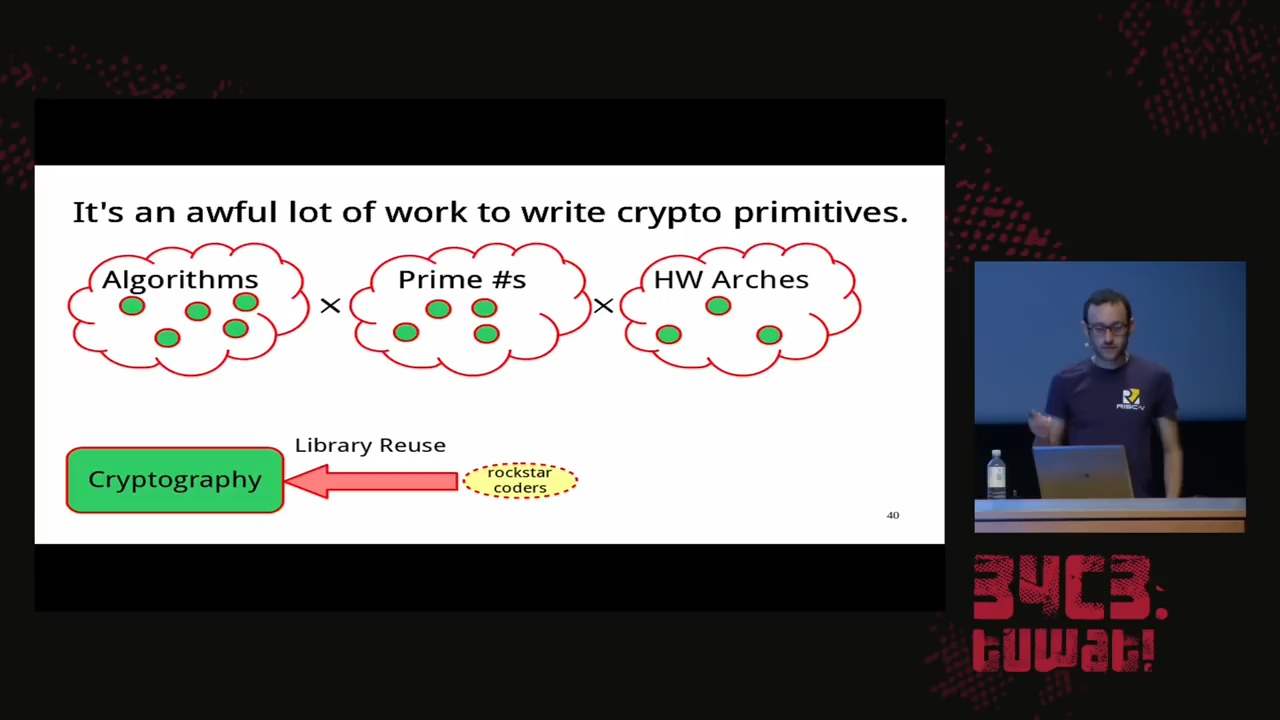 It's an awful lot of work to write crypto primitives.
Algorithms
×
Prime #s
×
HW Arches
Library Reuse
Cryptography
rockstar
coders
40
RISC-V
34C3.
tuwat!